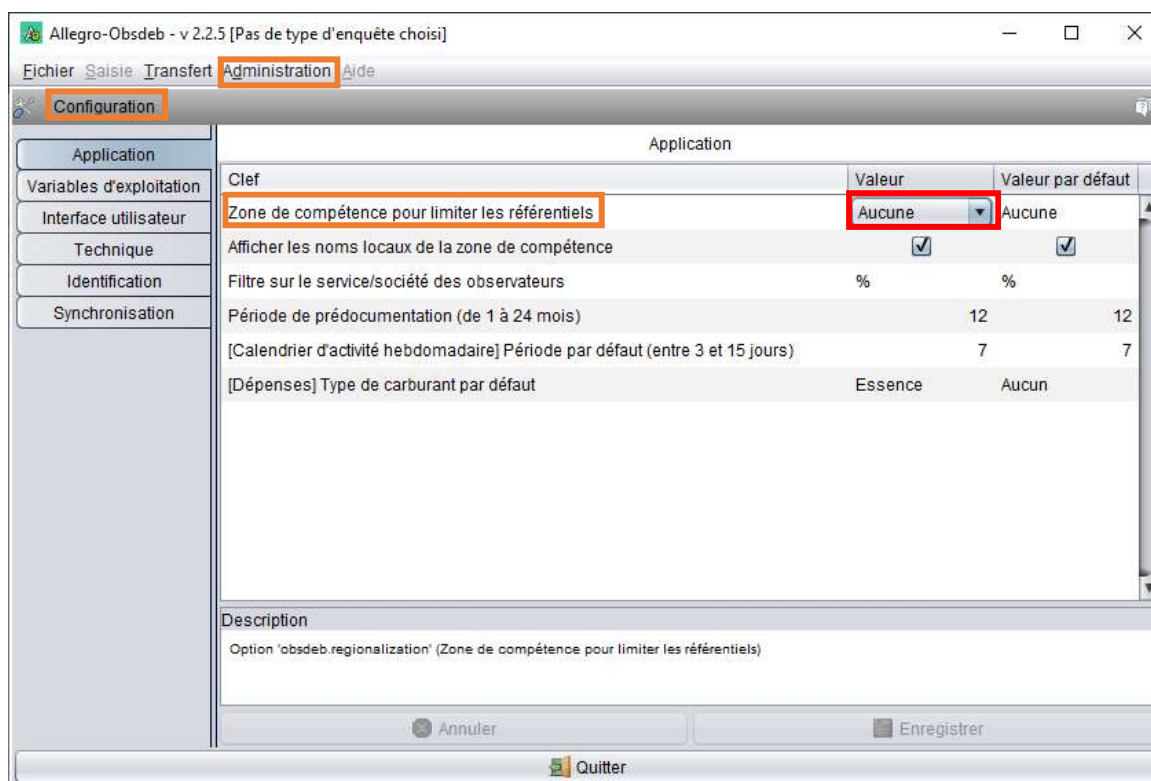 Allegro-Obsdeb - v 2.2.5 [Pas de type d'enquête choisi]
Fichier Saisie Transfert Administration Aide
Configuration
Application
Variables d'exploitation
Interface utilisateur
Technique
Identification
Synchronisation
Application
Clef Valeur Valeur par défaut
Zone de compétence pour limiter les référentiels Aucune Aucune
Afficher les noms locaux de la zone de compétence
Filtre sur le service/société des observateurs % %
Période de prédocumentation (de 1 à 24 mois) 12 12
[Calendrier d'activité hebdomadaire] Période par défaut (entre 3 et 15 jours) 7 7
[Dépenses] Type de carburant par défaut Essence Aucun
Description
Option 'obsdeb.regionalization' (Zone de compétence pour limiter les référentiels)
Annuler Enregistrer
Quitter